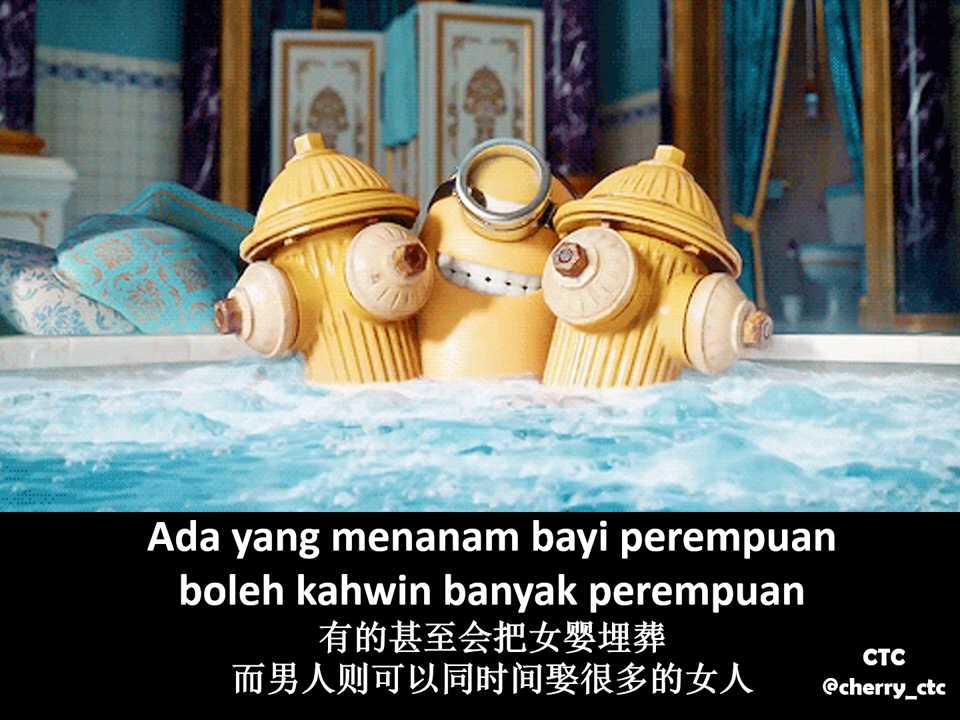 Ada yang menanam bayi perempuan
boleh kahwin banyak perempuan
有的甚至会把女婴埋葬
而男人则可以同时间娶很多的女人
CTC
@cherry_ctc